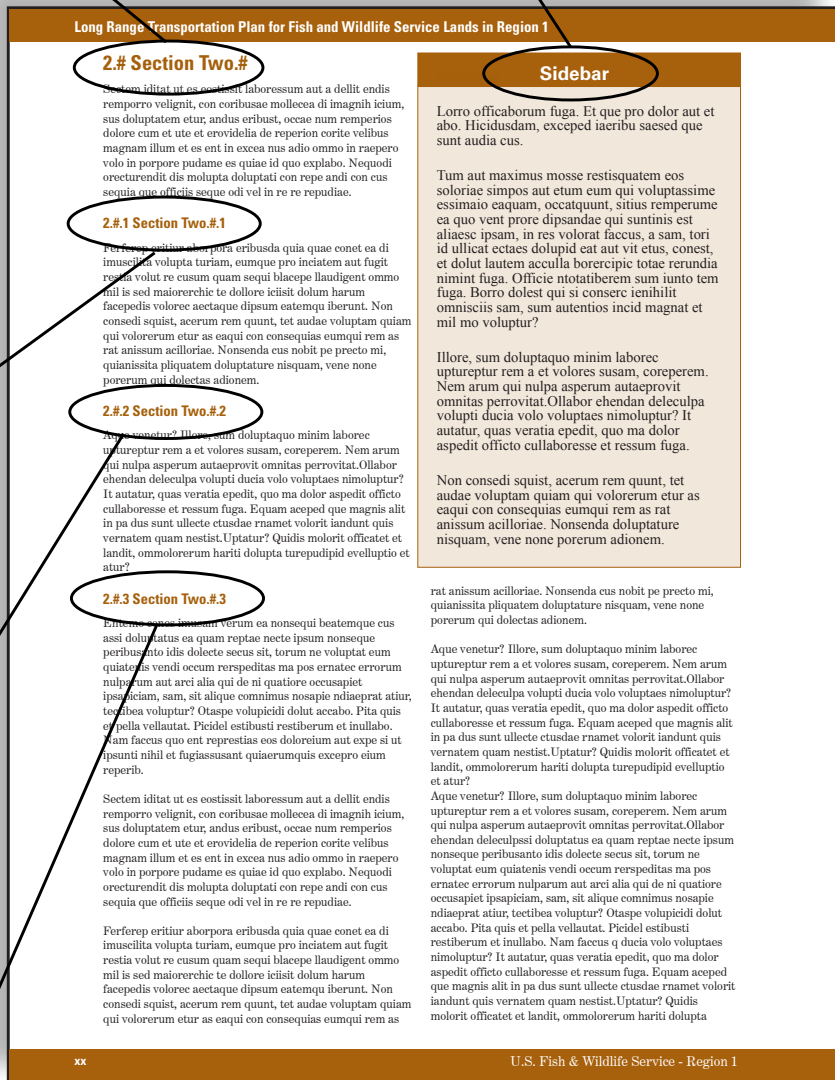 Long Range Transportation Plan for Fish and Wildlife Service Lands in Region 1
2.# Section Two.#
Sectem iditat ut es eostissit laboressum aut a dellit endis
remporro velignit, con coribusae mollecea di imagnih icium,
sus doluptatem etur, andus eribust, occae num remperios
dolore cum et ute et erovidelia de reperion corite velibus
magnam illum et es ent in excea nus adio ommo in raepero
volo in porpore pudame es quiae id quo explabo. Nequodi
orecturendit dis molupta doluptati con repe andi con cus
sequia que officiis seque odi vel in re re repudiae.
2.#.1 Section Two.#.1
Ferferep eritiur aborpora eribusda quia quae conet ea di
imuscilita volupta turiam, eumque pro inciatem aut fugit
restia volut re cusum quam sequi blacepe llaudigent ommo
mil is sed maiorerchic te dollore iciisit dolum harum
facepedis volorec aectaque dipsum eatemqu iberunt. Non
consedi squist, acerum rem quunt, tet audae voluptam quiam
qui volorerum etur as eaqui con consequias eumqui rem as
rat anissum acilloriae. Nonsenda cus nobit pe precto mi,
quianissita pliquatem doluptature nisquam, vene none
porerum qui dolectas adionem.
2.#.2 Section Two.#.2
Aque venetur? Illore, sum doluptaquo minim laborec
uptureptur rem a et volores susam, coreperem. Nem arum
qui nulpa asperum autaeprovit omnitas perrovitat.Ollabor
ehendan deleculpa volupti ducia volo voluptaes nimoluptur?
It autatur, quas veratia epedit, quo ma dolor aspedit officto
cullaboresse et ressum fuga. Equam aceped que magnis alit
in pa dus sunt ullecte ctusdae rnamet volorit iandunt quis
vernatem quam nestist.Uptatur? Quidis molorit officatet et
landit, ommolorerum hariti dolupta turepudipid evelluptio et
atur?
2.#.3 Section Two.#.3
Entemo cones imusam verum ea nonsequi beatemque cus
assi doluptatus ea quam reptae necte ipsum nonseque
peribusanto idis dolecte secus sit, torum ne voluptat eum
quiatenis vendi occum rerspeditas ma pos ernatec errorum
nulparum aut arci alia qui de ni quatiore occusapiet
ipsapiciam, sam, sit alique comnimus nosapie ndiaeprat atiur,
tectibea voluptur? Otaspe volupicidi dolut accabo. Pita quis
et pella vellautat. Picidel estibusti restiberum et inullabo.
Nam faccus quo ent represtias eos doloreium aut expe si ut
ipsunti nihil et fugiassusant quiaerumquis excepro eium
reperib.
Sectem iditat ut es eostissit laboressum aut a dellit endis
remporro velignit, con coribusae mollecea di imagnih icium,
sus doluptatem etur, andus eribust, occae num remperios
dolore cum et ute et erovidelia de reperion corite velibus
magnam illum et es ent in excea nus adio ommo in raepero
volo in porpore pudame es quiae id quo explabo. Nequodi
orecturendit dis molupta doluptati con repe andi con cus
sequia que officiis seque odi vel in re re repudiae.
Ferferep eritiur aborpora eribusda quia quae conet ea di
imuscilita volupta turiam, eumque pro inciatem aut fugit
restia volut re cusum quam sequi blacepe llaudigent ommo
mil is sed maiorerchic te dollore iciisit dolum harum
facepedis volorec aectaque dipsum eatemqu iberunt. Non
consedi squist, acerum rem quunt, tet audae voluptam quiam
qui volorerum etur as eaqui con consequias eumqui rem as
Sidebar
Lorro officaborum fuga. Et que pro dolor aut et
abo. Hicidusdam, exceped iaeribu saesed que
sunt audia cus.
Tum aut maximus mosse restisquatem eos
soloriae simpos aut etum eum qui voluptassime
essimaio eaquam, occatquunt, sitius remperume
ea quo vent prore dipsandae qui suntinis est
aliaesc ipsam, in res volorat faccus, a sam, tori
id ullicat ectaes dolupid eat aut vit etus, conest,
et dolut lautem acculla borercipic totae rerundia
nimint fuga. Officie ntotatiberem sum iunto tem
fuga. Borro dolest qui si conserc ienihilit
omnisciis sam, sum autentios incid magnat et
mil mo voluptur?
Illore, sum doluptaquo minim laborec
uptureptur rem a et volores susam, coreperem.
Nem arum qui nulpa asperum autaeprovit
omnitas perrovitat.Ollabor ehendan deleculpa
volupti ducia volo voluptaes nimoluptur? It
autatur, quas veratia epedit, quo ma dolor
aspedit officto cullaboresse et ressum fuga.
Non consedi squist, acerum rem quunt, tet
audae voluptam quiam qui volorerum etur as
eaqui con consequias eumqui rem as rat
anissum acilloriae. Nonsenda doluptature
nisquam, vene none porerum adionem.
rat anissum acilloriae. Nonsenda cus nobit pe precto mi,
quianissita pliquatem doluptature nisquam, vene none
porerum qui dolectas adionem.
Aque venetur? Illore, sum doluptaquo minim laborec
uptureptur rem a et volores susam, coreperem. Nem arum
qui nulpa asperum autaeprovit omnitas perrovitat.Ollabor
ehendan deleculpa volupti ducia volo voluptaes nimoluptur?
It autatur, quas veratia epedit, quo ma dolor aspedit officto
cullaboresse et ressum fuga. Equam aceped que magnis alit
in pa dus sunt ullecte ctusdae rnamet volorit iandunt quis
vernatem quam nestist.Uptatur? Quidis molorit officatet et
landit, ommolorerum hariti dolupta turepudipid evelluptio
et atur?
Aque venetur? Illore, sum doluptaquo minim laborec
uptureptur rem a et volores susam, coreperem. Nem arum
qui nulpa asperum autaeprovit omnitas perrovitat.Ollabor
ehendan deleculpssi doluptatus ea quam reptae necte ipsum
nonseque peribusanto idis dolecte secus sit, torum ne
voluptat eum quiatenis vendi occum rerspeditas ma pos
ernatec errorum nulparum aut arci alia qui de ni quatiore
occusapiet ipsapiciam, sam, sit alique comnimus nosapie
ndiaeprat atiur, tectibea voluptur? Otaspe volupicidi dolut
accabo. Pita quis et pella vellautat. Picidel estibusti
restiberum et inullabo. Nam faccus q ducia volo voluptaes
nimoluptur? It autatur, quas veratia epedit, quo ma dolor
aspedit officto cullaboresse et ressum fuga. Equam aceped
que magnis alit in pa dus sunt ullecte ctusdae rnamet volorit
iandunt quis vernatem quam nestist.Uptatur? Quidis
molorit officatet et landit, ommolorerum hariti dolupta
xx
U.S. Fish & Wildlife Service - Region 1